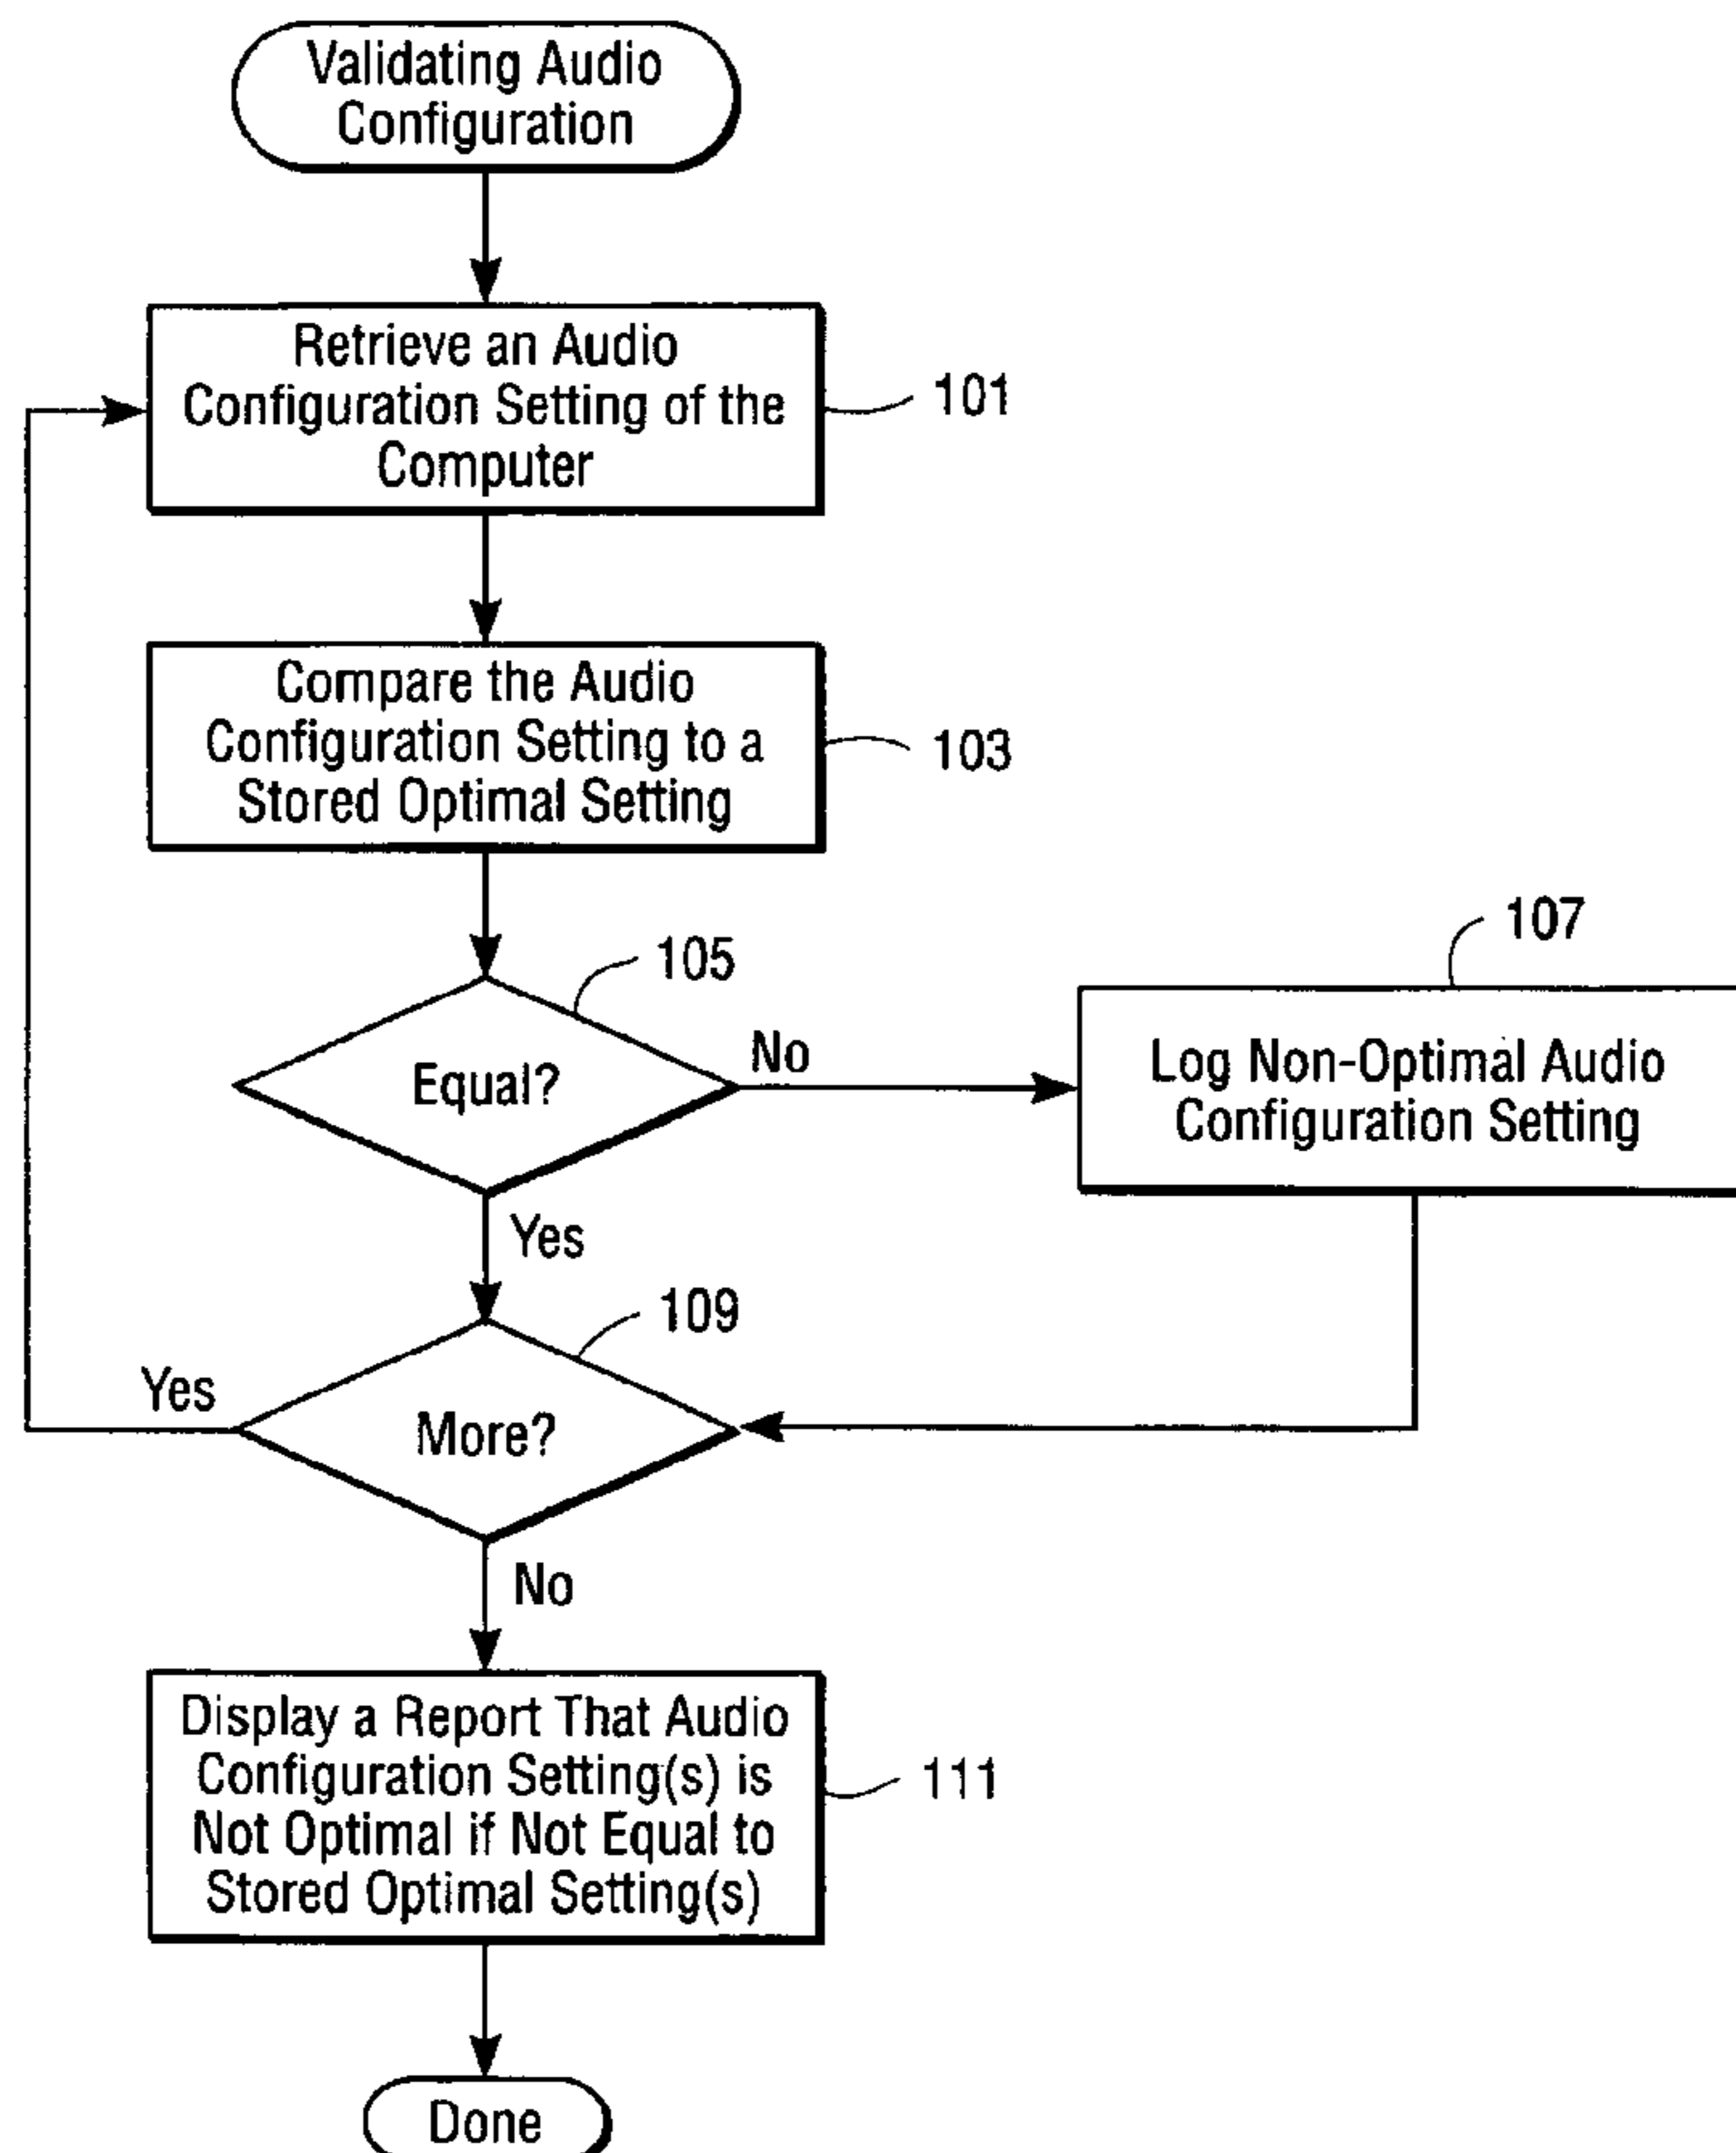 Validating Audio
Configuration
Retrieve an Audio
Configuration Setting of the
Computer
101
Compare the Audio
Configuration Setting to a
Stored Optimal Setting
103
105
Equal?
No
107
Log Non-Optimal Audio
Configuration Setting
Yes
109
Yes
More?
No
Display a Report That Audio
Configuration Setting(s) is
Not Optimal if Not Equal to
Stored Optimal Setting(s)
111
Done